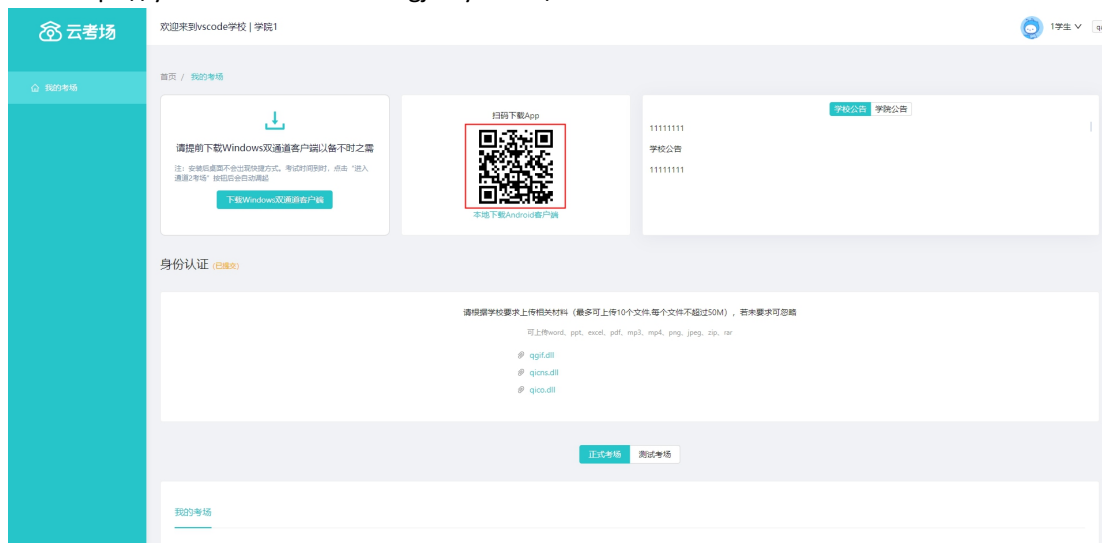 云考场
欢迎来到vscode学校 | 学院1
1学生
我的考场
首页 / 我的考场
请提前下载Windows双通道客户端以备不时之需
注：安装后桌面不会出现快捷方式。考试时间到时，点击“进入
通道2考场”按钮后会自动调起
下载Windows双通道客户端
扫码下载App
本地下载Android客户端
学校公告 学院公告
11111111
学校公告
11111111
身份认证 (已提交)
请根据学校要求上传相关材料（最多可上传10个文件,每个文件不超过50M），若未要求可忽略
可上传word、ppt、excel、pdf、mp3、mp4、png、jpeg、zip、rar
qgif.dll
qicns.dll
qico.dll
正式考场 测试考场
我的考场